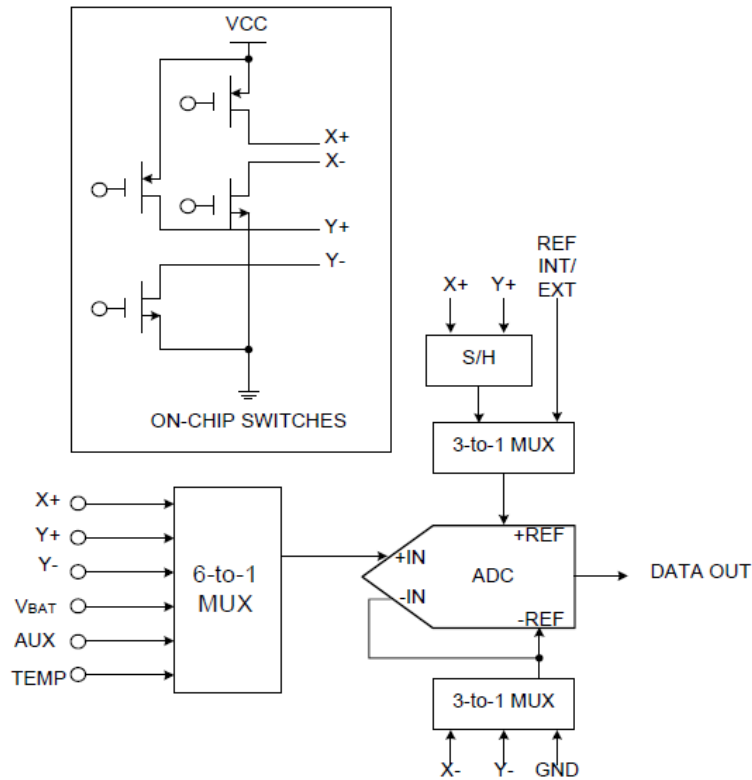 VCC
X+
X-
Y+
Y-
ON-CHIP SWITCHES
REF
INT/
EXT
X+ Y+
S/H
3-to-1 MUX
X+
Y+
Y-
VBAT
AUX
TEMP
6-to-1
MUX
+REF
+IN
ADC
-IN
-REF
DATA OUT
3-to-1 MUX
X- Y- GND